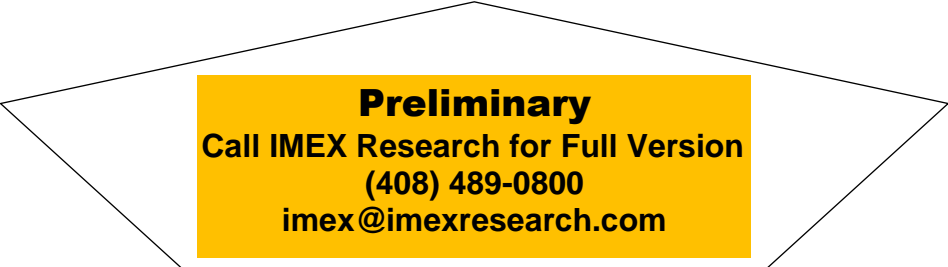 Preliminary
Call IMEX Research for Full Version
(408) 489-0800
imex@imexresearch.com